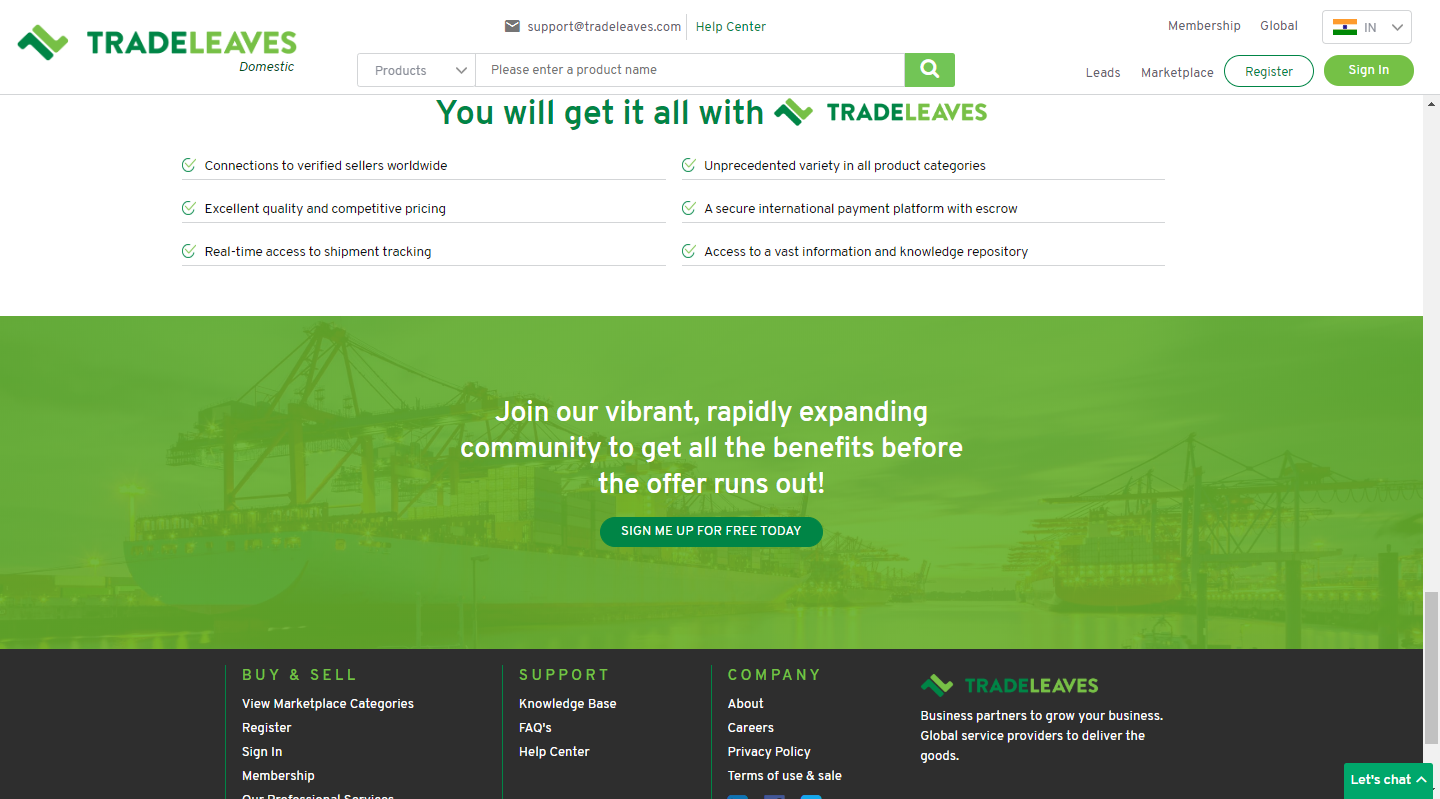 support@tradeleaves.com
Help Center
Membership
Global
IN
TRADELEAVES
Domestic
Products
Please enter a product name
Leads
Marketplace
Register
Sign In
You will get it all with TRADELEAVES
Connections to verified sellers worldwide
Unprecedented variety in all product categories
Excellent quality and competitive pricing
A secure international payment platform with escrow
Real-time access to shipment tracking
Access to a vast information and knowledge repository
Join our vibrant, rapidly expanding
community to get all the benefits before
the offer runs out!
SIGN ME UP FOR FREE TODAY
BUY & SELL
View Marketplace Categories
Register
Sign In
Membership
Our Professional Services
SUPPORT
Knowledge Base
FAQ's
Help Center
COMPANY
About
Careers
Privacy Policy
Terms of use & sale
TRADELEAVES
Business partners to grow your business.
Global service providers to deliver the
goods.
Let's chat